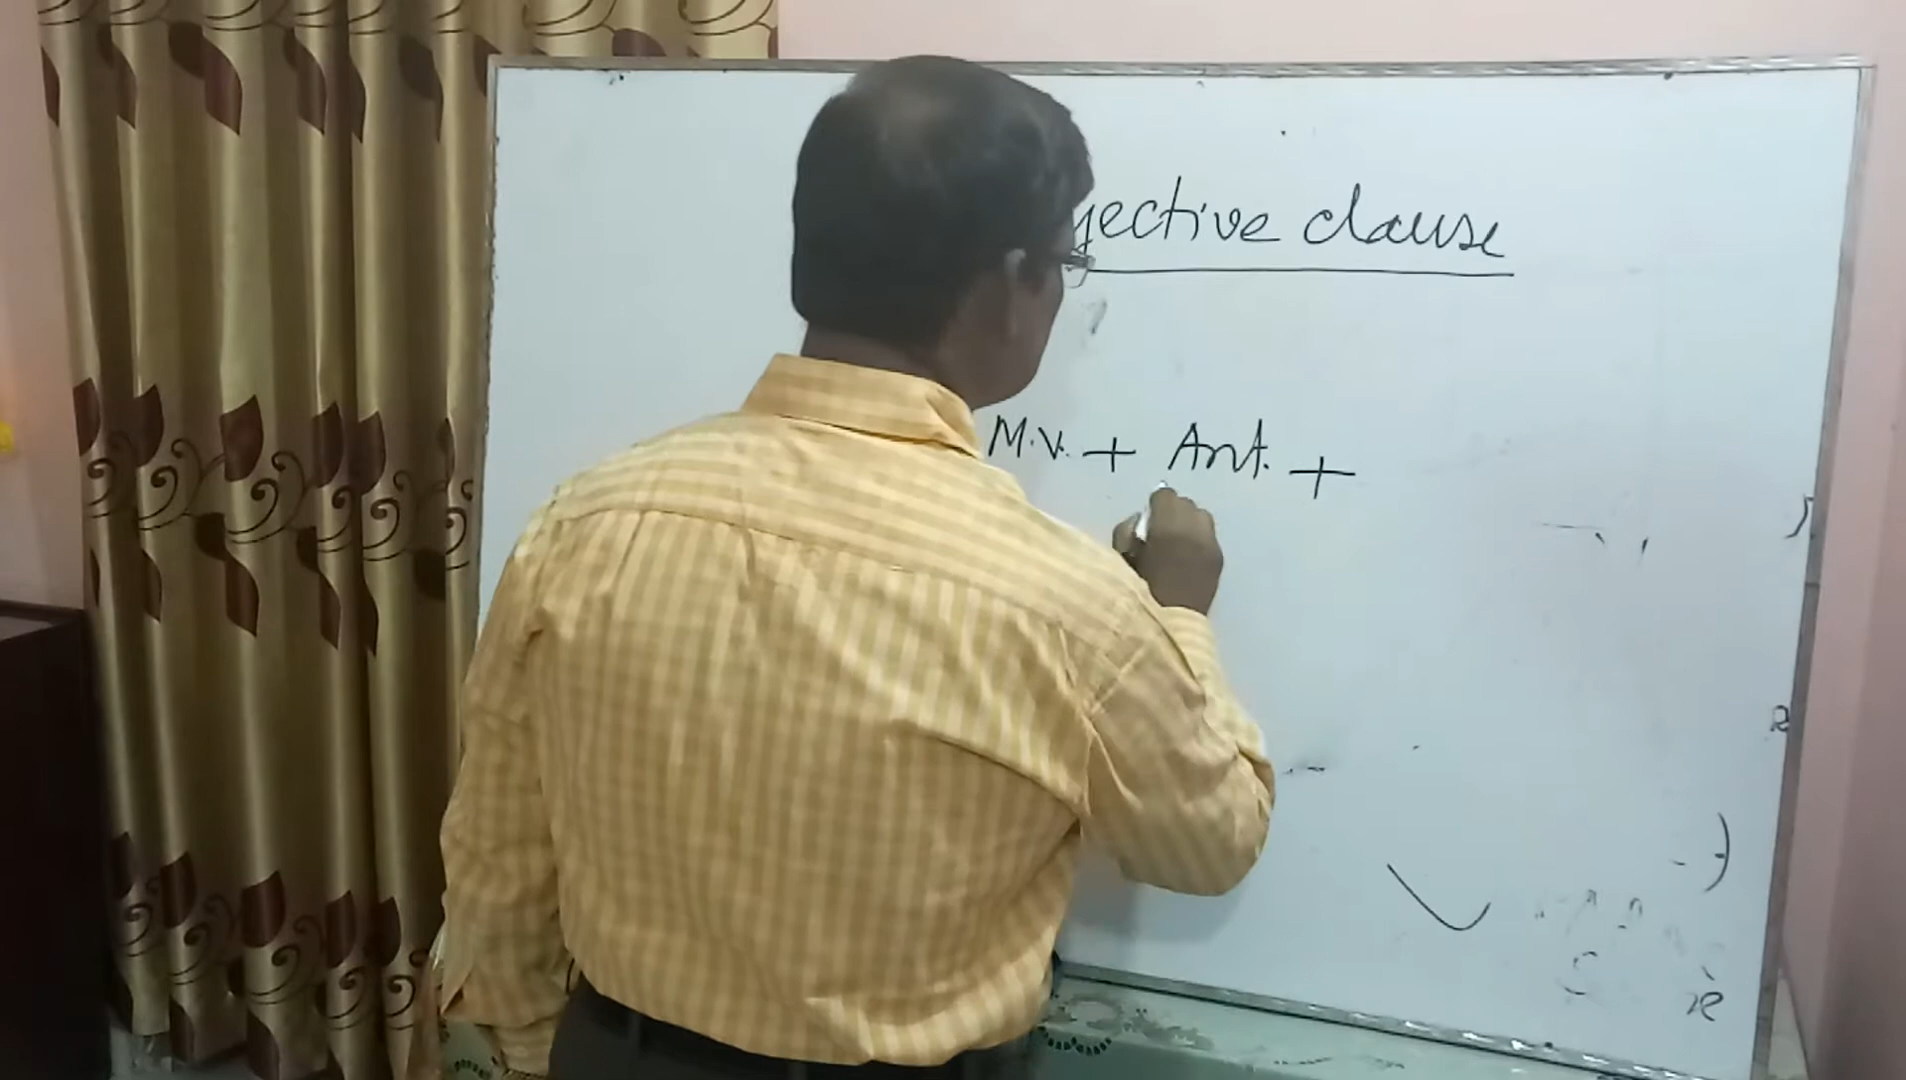 jective clause
M.V. + Ant. +